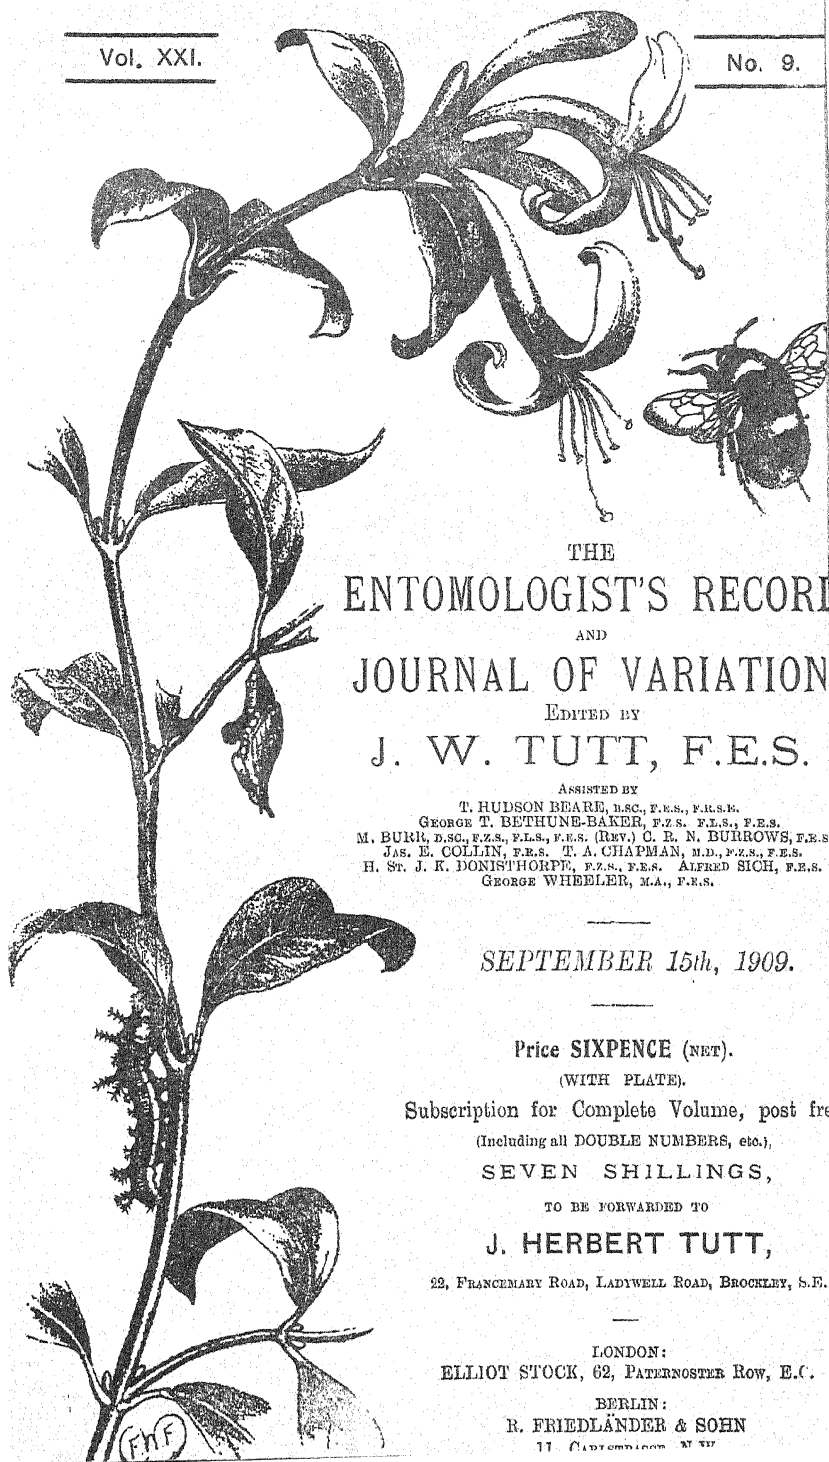 Vol. XXI.
No. 9.
THE
ENTOMOLOGIST'S RECORD
AND
JOURNAL OF VARIATION
EDITED BY
J. W. TUTT, F.E.S.
ASSISTED BY
T. HUDSON BEARE, B.SC., F.E.S., F.R.S.E.
GEORGE T. BETHUNE-BAKER, F.Z.S. F.L.S., F.E.S.
M. BURR, D.SC., F.Z.S., F.L.S., F.E.S. (REV.) C. R. N. BURROWS, F.E.S
JAS. E. COLLIN, F.E.S. T. A. CHAPMAN, M.D., F.Z.S., F.E.S.
H. ST. J. K. DONISTHORPE, F.Z.S., F.E.S. ALFRED SICH, F.E.S.
GEORGE WHEELER, M.A., F.E.S.
SEPTEMBER 15th, 1909.
Price SIXPENCE (NET).
(WITH PLATE).
Subscription for Complete Volume, post fre
(Including all DOUBLE NUMBERS, etc.),
SEVEN SHILLINGS,
TO BE FORWARDED TO
J. HERBERT TUTT,
22, FRANCEMARY ROAD, LADYWELL ROAD, BROCKLEY, S.E.
LONDON:
ELLIOT STOCK, 62, PATERNOSTER ROW, E.C.
BERLIN:
R. FRIEDLÄNDER & SOHN
11, CARLSTRASSE, N.W.
F.W.F